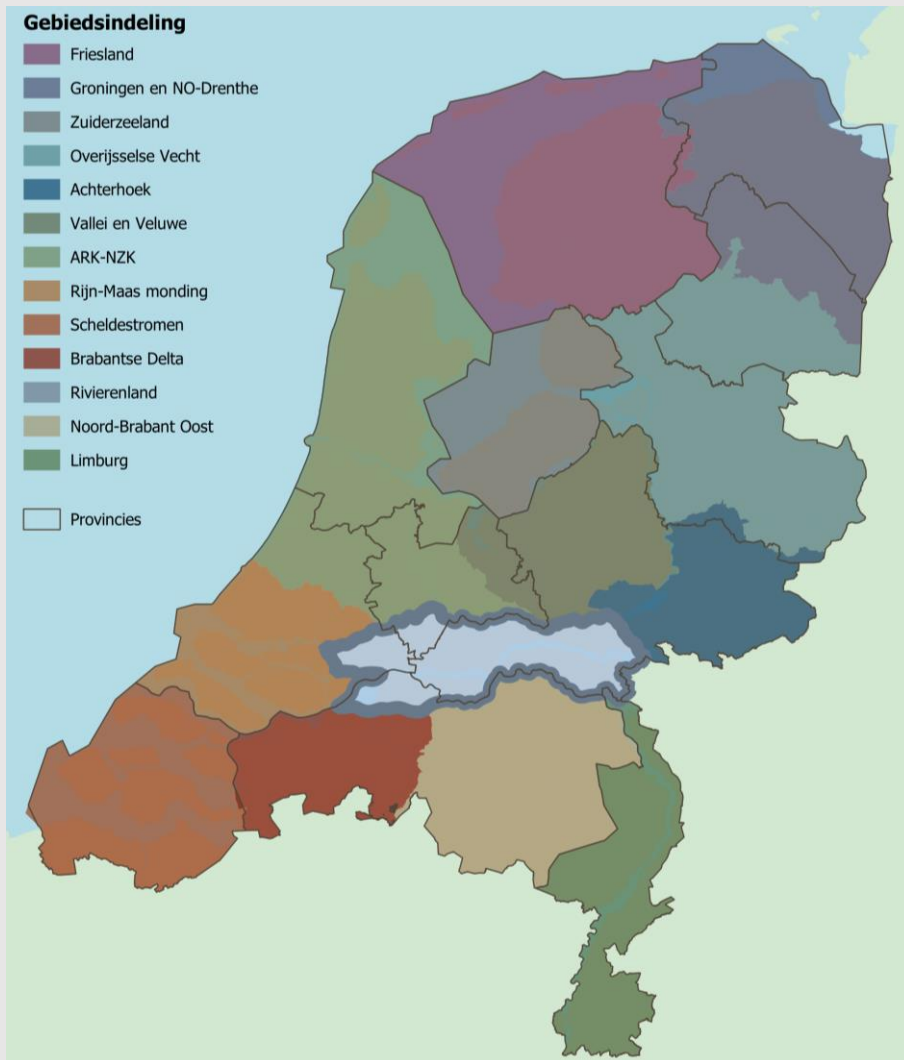 Gebiedsindeling
Friesland
Groningen en NO-Drenthe
Zuiderzeeland
Overijsselse Vecht
Achterhoek
Vallei en Veluwe
ARK-NZK
Rijn-Maas monding
Scheldestromen
Brabantse Delta
Rivierenland
Noord-Brabant Oost
Limburg
Provincies